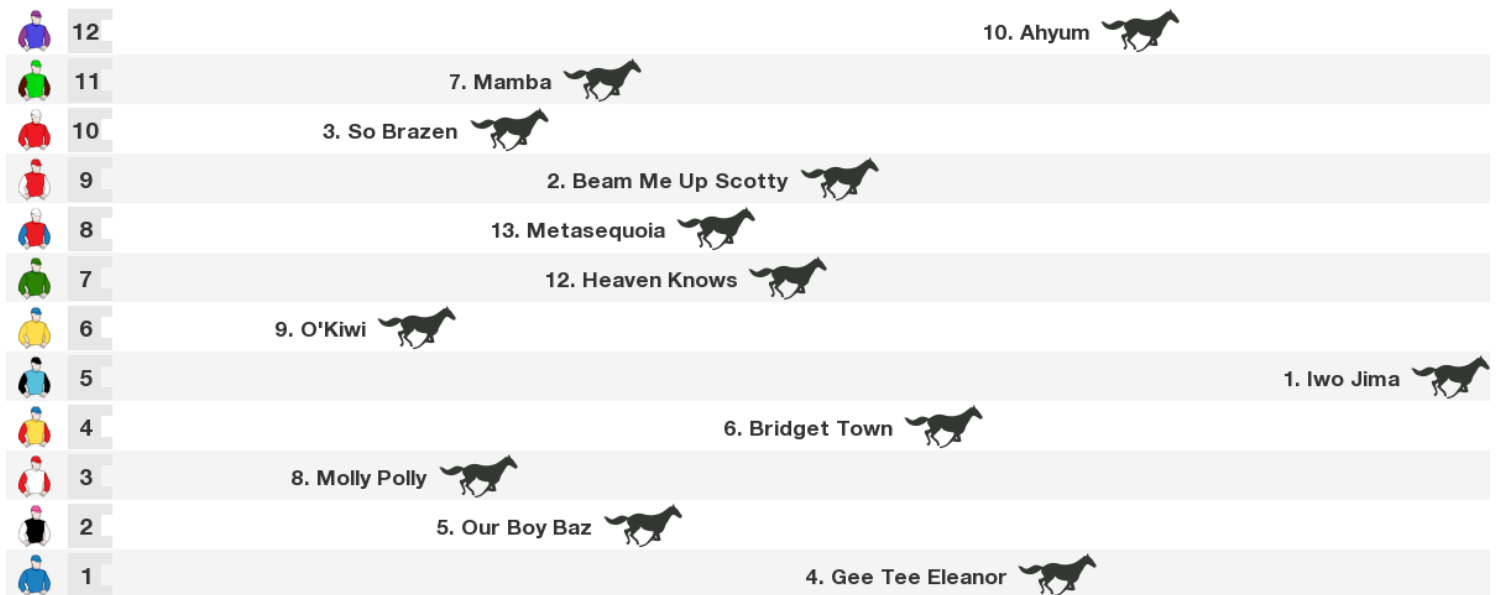 12 10. Ahyum
11 7. Mamba
10 3. So Brazen
9 2. Beam Me Up Scotty
8 13. Metasequoia
7 12. Heaven Knows
6 9. O'Kiwi
5 1. Iwo Jima
4 6. Bridget Town
3 8. Molly Polly
2 5. Our Boy Baz
1 4. Gee Tee Eleanor